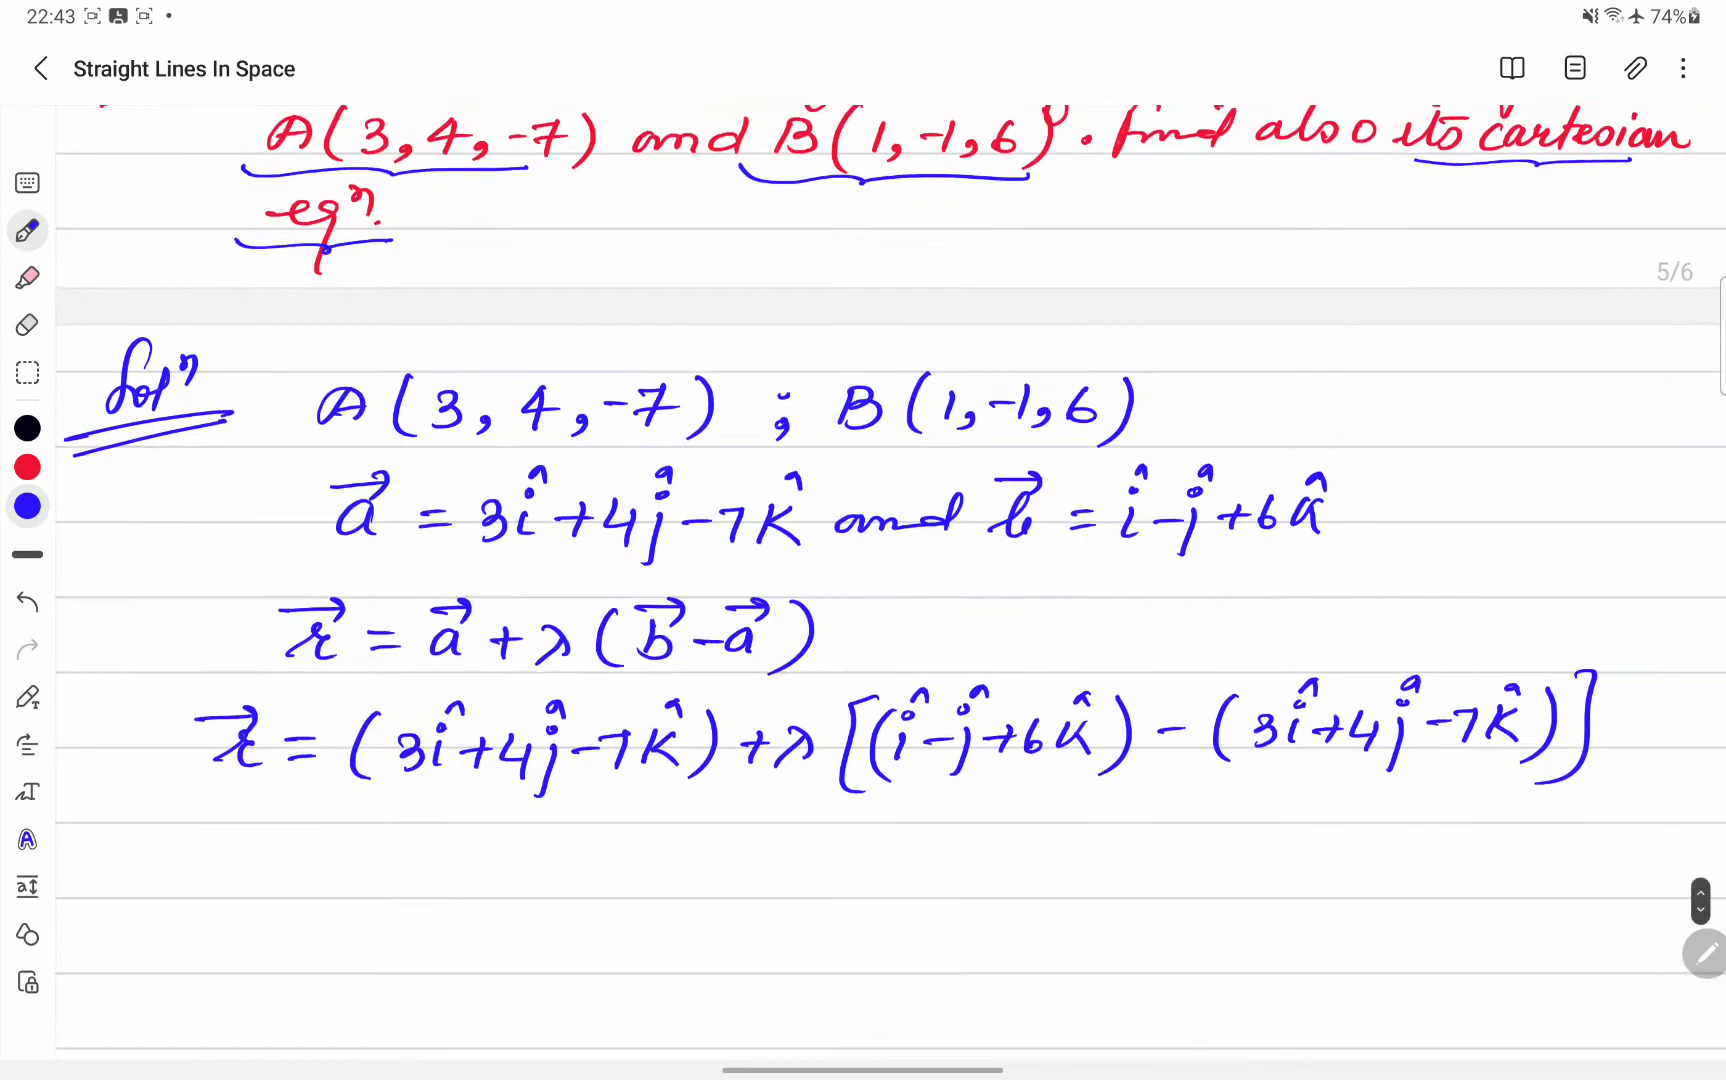 22:43 74%
Straight Lines In Space
A(3,4,-7) and B(1,-1,6). find also its cartesian
eqⁿ.
5/6
Solⁿ A(3,4,-7) ; B(1,-1,6)
a⃗ = 3î+4ĵ-7k̂ and b⃗ = î-ĵ+6k̂
r⃗ = a⃗ + λ(b⃗-a⃗)
r⃗ = (3î+4ĵ-7k̂)+λ[(î-ĵ+6k̂) - (3î+4ĵ-7k̂)]